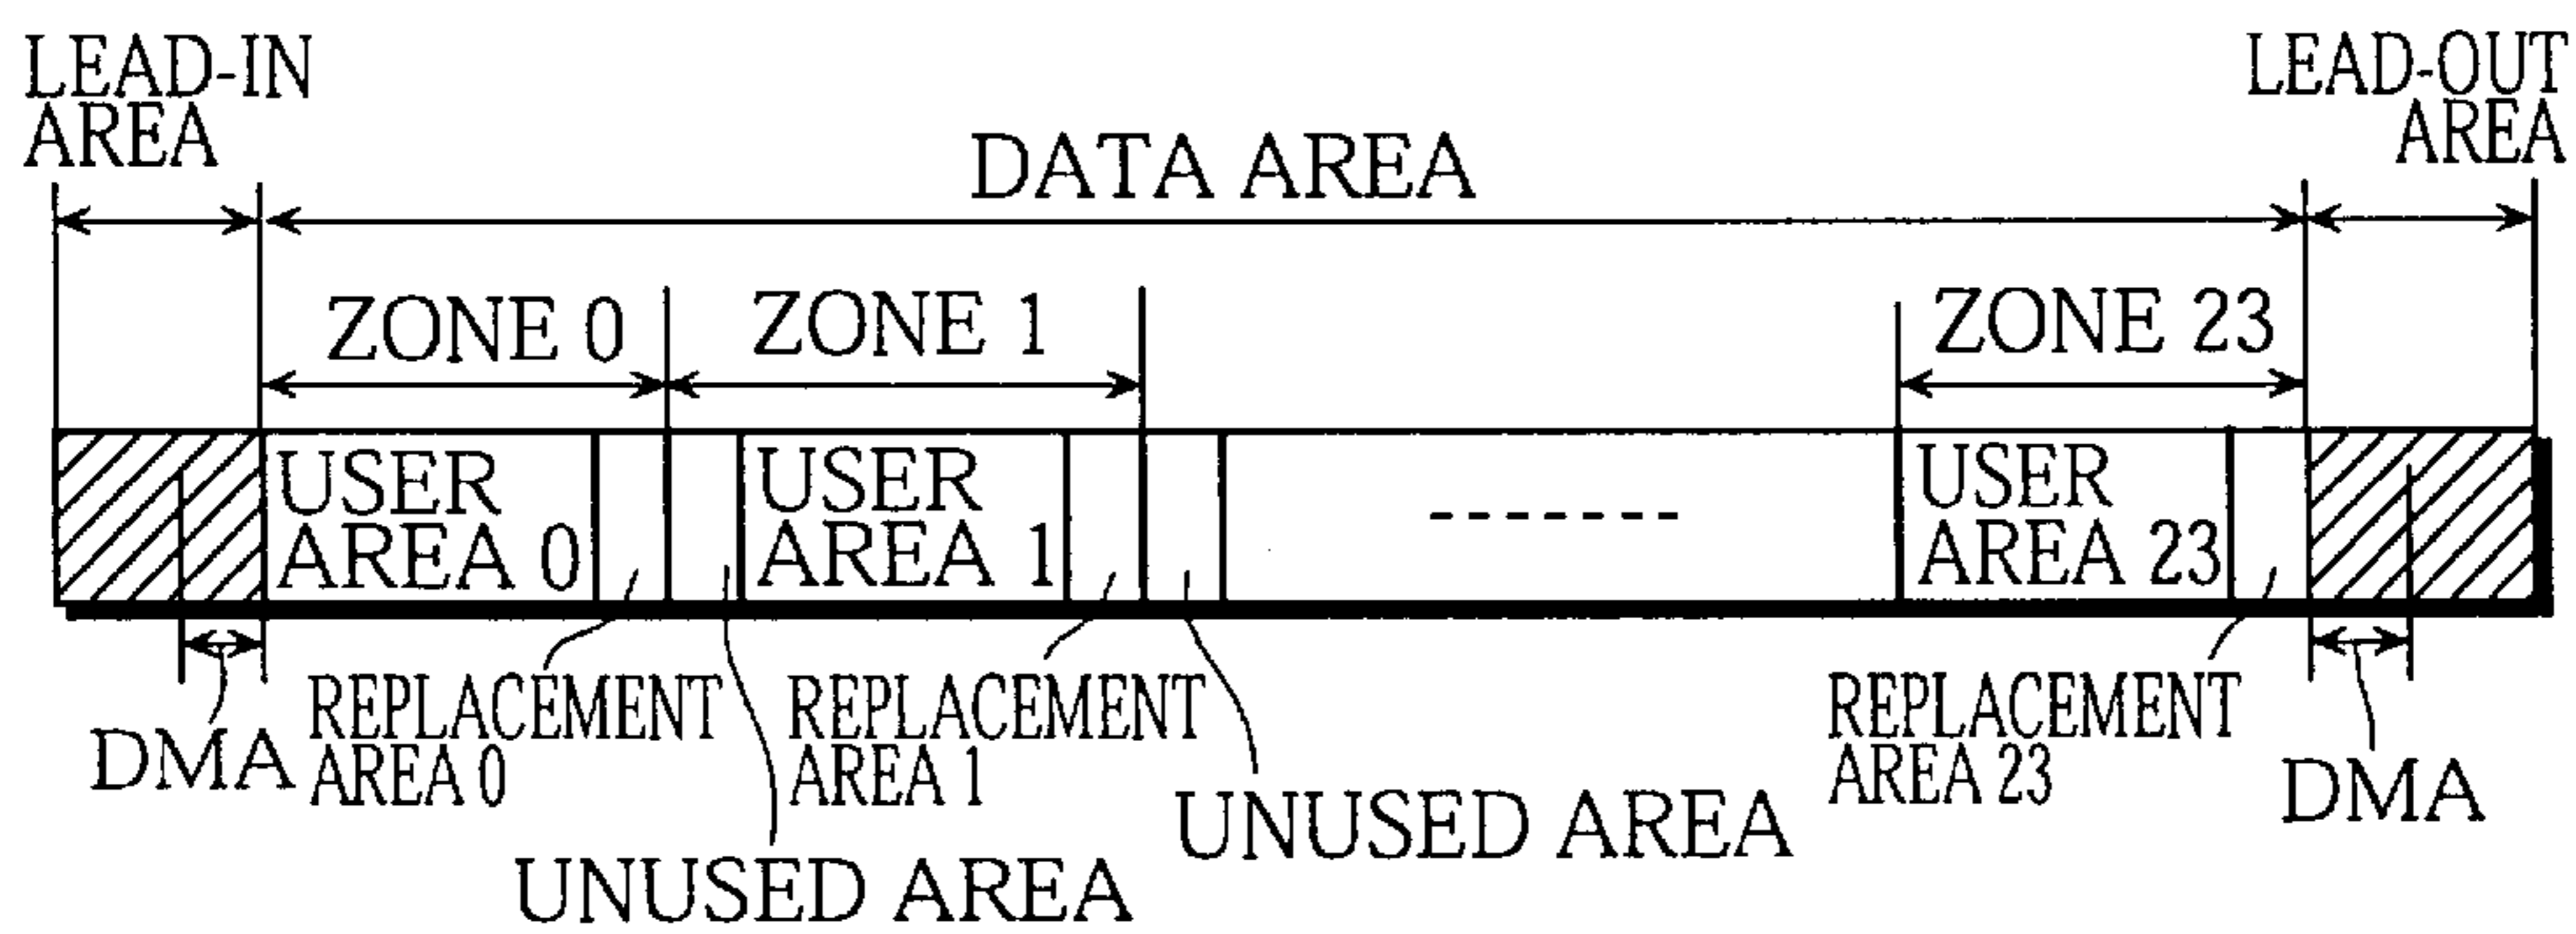 LEAD-IN
AREA
LEAD-OUT
AREA
DATA AREA
ZONE 0
ZONE 1
ZONE 23
USER
AREA 0
USER
AREA 1
-------
USER
AREA 23
DMA
REPLACEMENT
AREA 0
UNUSED AREA
REPLACEMENT
AREA 1
UNUSED AREA
REPLACEMENT
AREA 23
DMA